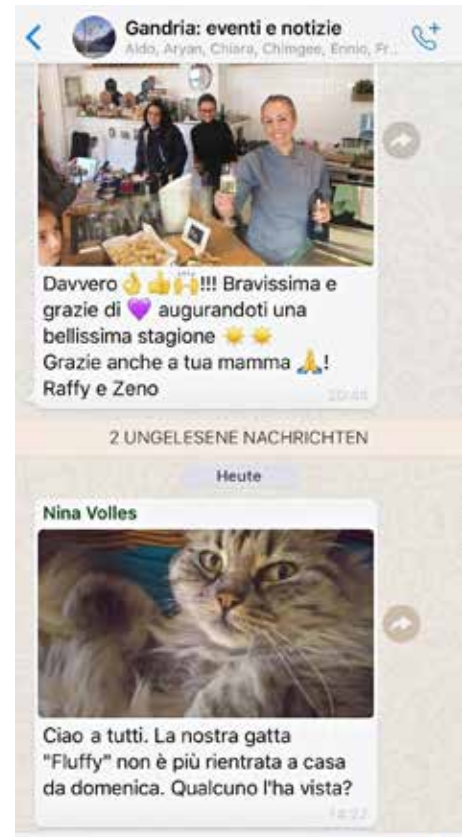 Gandria: eventi e notizie
Aldo, Aryan, Chiara, Chimgee, Ennio, Fr...
Davvero 👌👍🙌!!! Bravissima e
grazie di 💜 augurandoti una
bellissima stagione ☀️ ☀️
Grazie anche a tua mamma 🙏!
Raffy e Zeno
20:44
2 UNGELESENE NACHRICHTEN
Heute
Nina Volles
Ciao a tutti. La nostra gatta
"Fluffy" non è più rientrata a casa
da domenica. Qualcuno l'ha vista?